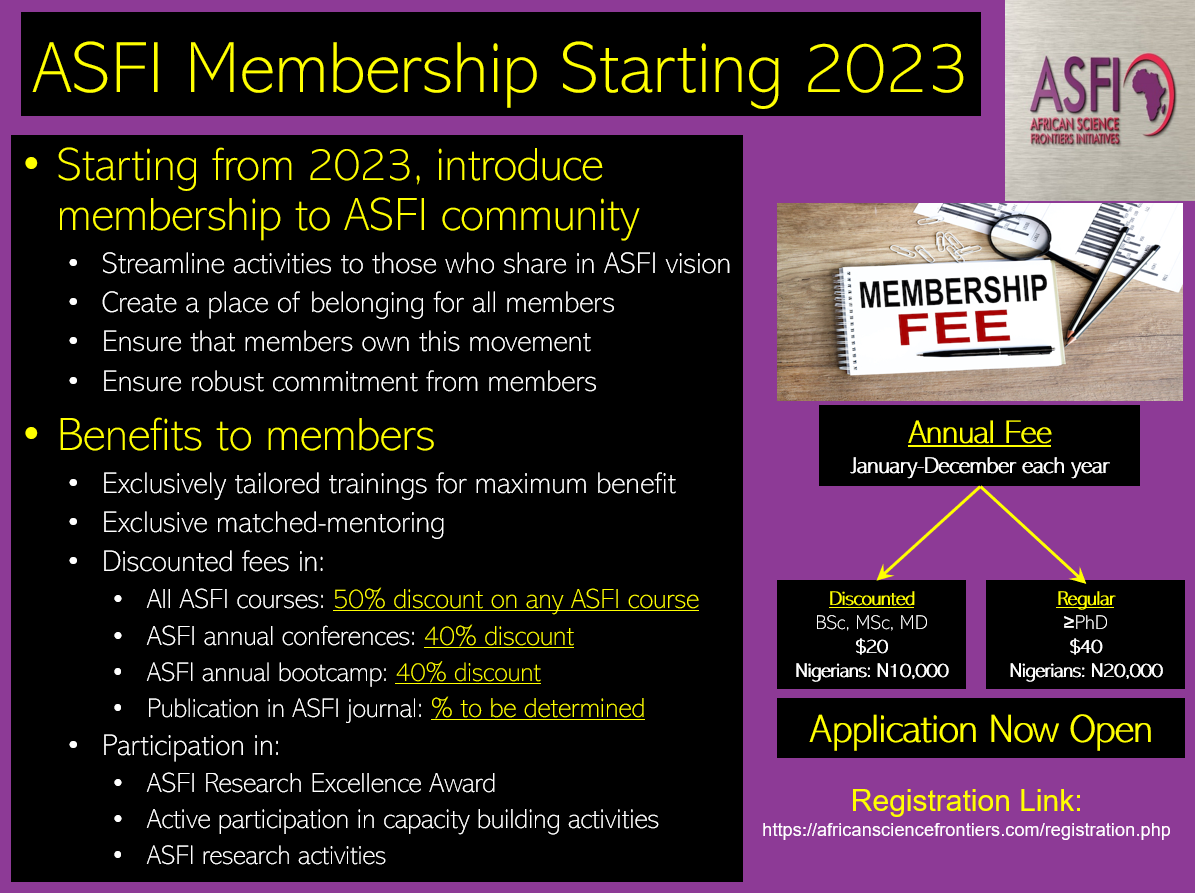 ASFI Membership Starting 2023
ASFI
AFRICAN SCIENCE
FRONTIERS INITIATIVES
• Starting from 2023, introduce
membership to ASFI community
• Streamline activities to those who share in ASFI vision
• Create a place of belonging for all members
• Ensure that members own this movement
• Ensure robust commitment from members
• Benefits to members
• Exclusively tailored trainings for maximum benefit
• Exclusive matched-mentoring
• Discounted fees in:
• All ASFI courses: 50% discount on any ASFI course
• ASFI annual conferences: 40% discount
• ASFI annual bootcamp: 40% discount
• Publication in ASFI journal: % to be determined
• Participation in:
• ASFI Research Excellence Award
• Active participation in capacity building activities
• ASFI research activities
MEMBERSHIP
FEE
Annual Fee
January-December each year
Discounted
BSc, MSc, MD
$20
Nigerians: N10,000
Regular
≥PhD
$40
Nigerians: N20,000
Application Now Open
Registration Link:
https://africansciencefrontiers.com/registration.php